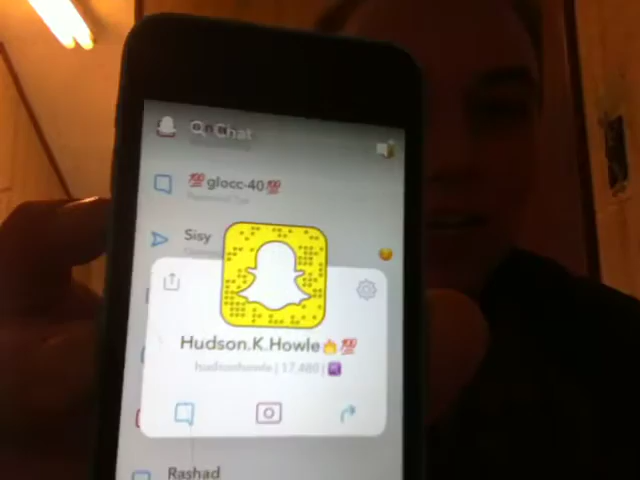 Chat
💯glocc-40💯
Sisy
Hudson.K.Howle🔥💯
hudsonhowle | 17,480 |
Rashad